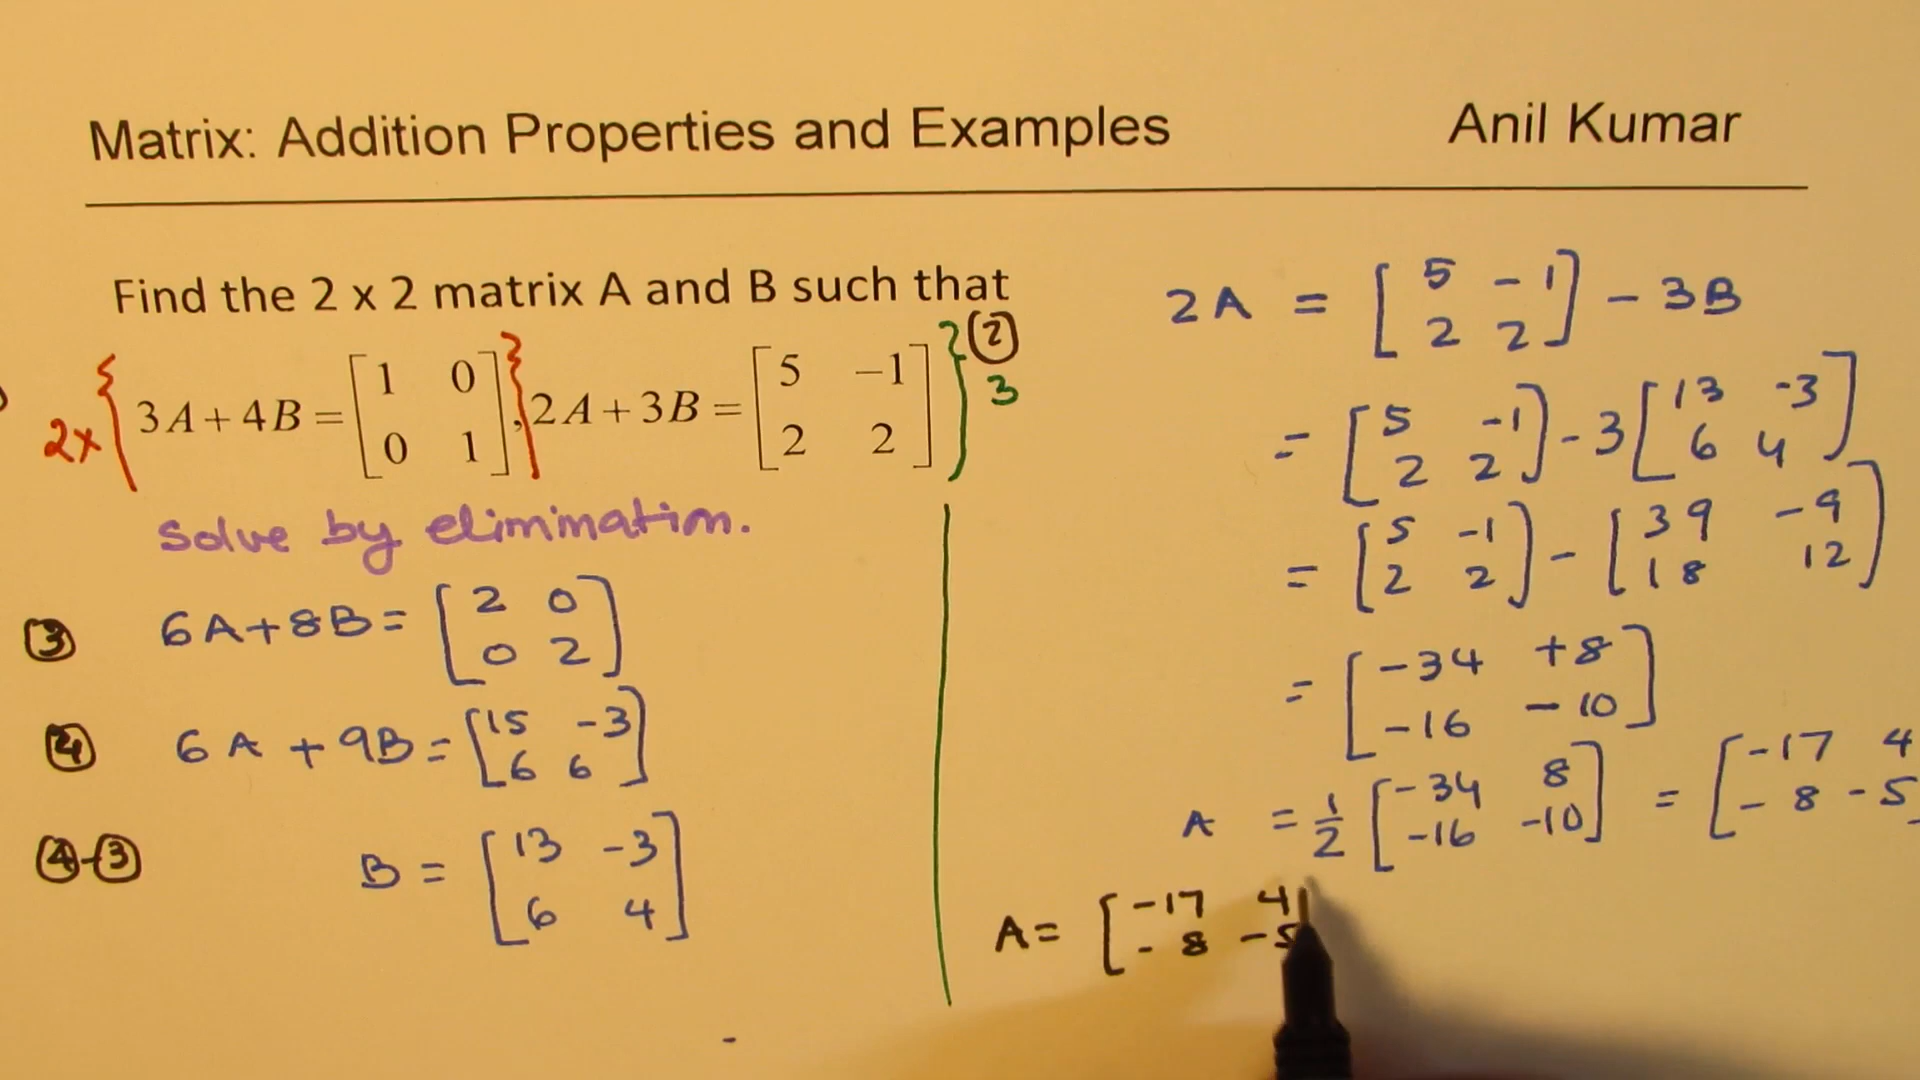 Matrix: Addition Properties and Examples Anil Kumar
Find the 2 x 2 matrix A and B such that
2x { 3A + 4B = [1 0; 0 1] }, 2A + 3B = [5 -1; 2 2] } ② 3
Solve by elimination.
③ 6A + 8B = [2 0; 0 2]
④ 6A + 9B = [15 -3; 6 6]
④-③ B = [13 -3; 6 4]
2A = [5 -1; 2 2] - 3B
= [5 -1; 2 2] - 3 [13 -3; 6 4]
= [5 -1; 2 2] - [39 -9; 18 12]
= [-34 +8; -16 -10]
A = 1/2 [-34 8; -16 -10] = [-17 4; -8 -5
A = [-17 4; -8 -5